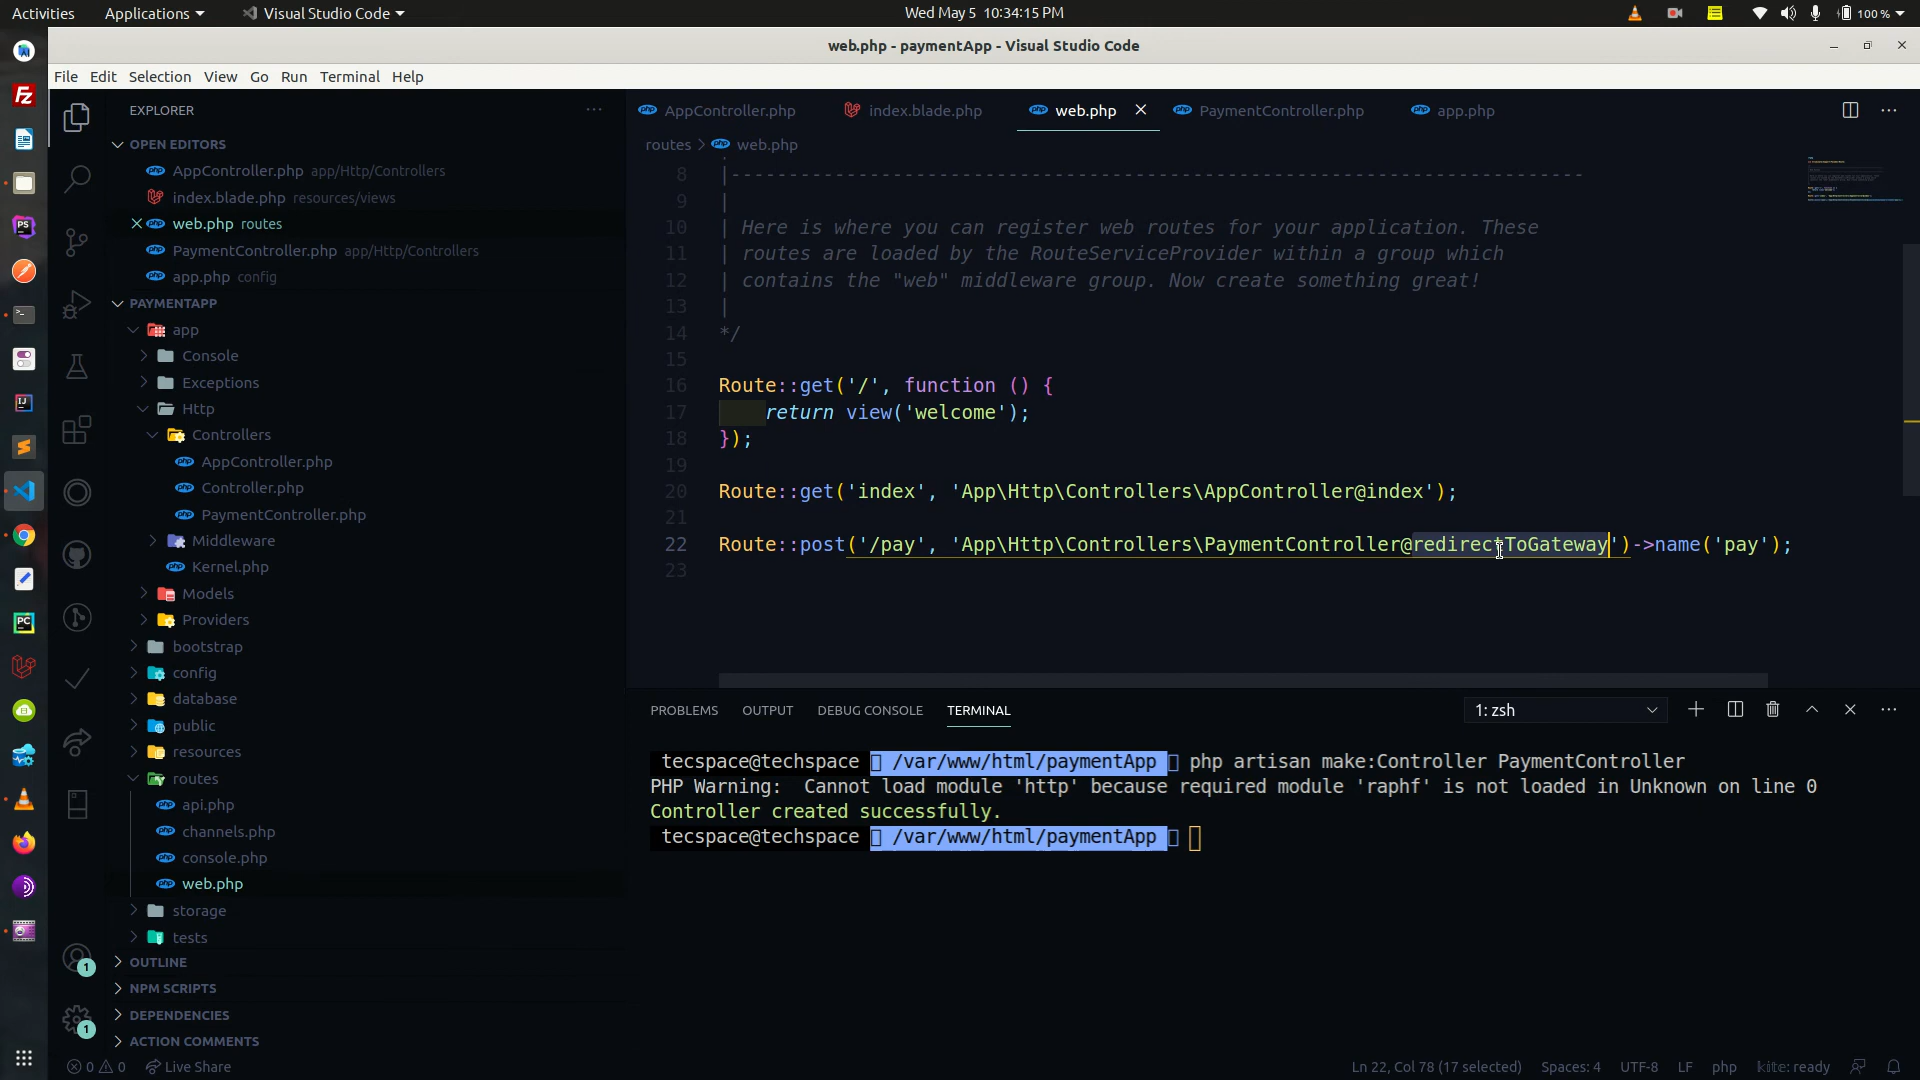 Activities Applications Visual Studio Code Wed May 5 10:34:15 PM 100 %
web.php - paymentApp - Visual Studio Code
File Edit Selection View Go Run Terminal Help
EXPLORER
OPEN EDITORS
AppController.php app/Http/Controllers
index.blade.php resources/views
web.php routes
PaymentController.php app/Http/Controllers
app.php config
PAYMENTAPP
app
Console
Exceptions
Http
Controllers
AppController.php
Controller.php
PaymentController.php
Middleware
Kernel.php
Models
Providers
bootstrap
config
database
public
resources
routes
api.php
channels.php
console.php
web.php
storage
tests
OUTLINE
NPM SCRIPTS
DEPENDENCIES
ACTION COMMENTS
AppController.php index.blade.php web.php PaymentController.php app.php
routes > web.php
8 |--------------------------------------------------------------------------
9 |
10 | Here is where you can register web routes for your application. These
11 | routes are loaded by the RouteServiceProvider within a group which
12 | contains the "web" middleware group. Now create something great!
13 |
14 */
15
16 Route::get('/', function () {
17 return view('welcome');
18 });
19
20 Route::get('index', 'App\Http\Controllers\AppController@index');
21
22 Route::post('/pay', 'App\Http\Controllers\PaymentController@redirectToGateway')->name('pay');
23
PROBLEMS OUTPUT DEBUG CONSOLE TERMINAL 1: zsh
tecspace@techspace /var/www/html/paymentApp php artisan make:Controller PaymentController
PHP Warning: Cannot load module 'http' because required module 'raphf' is not loaded in Unknown on line 0
Controller created successfully.
tecspace@techspace /var/www/html/paymentApp
0 0 Live Share Ln 22, Col 78 (17 selected) Spaces: 4 UTF-8 LF php kite: ready